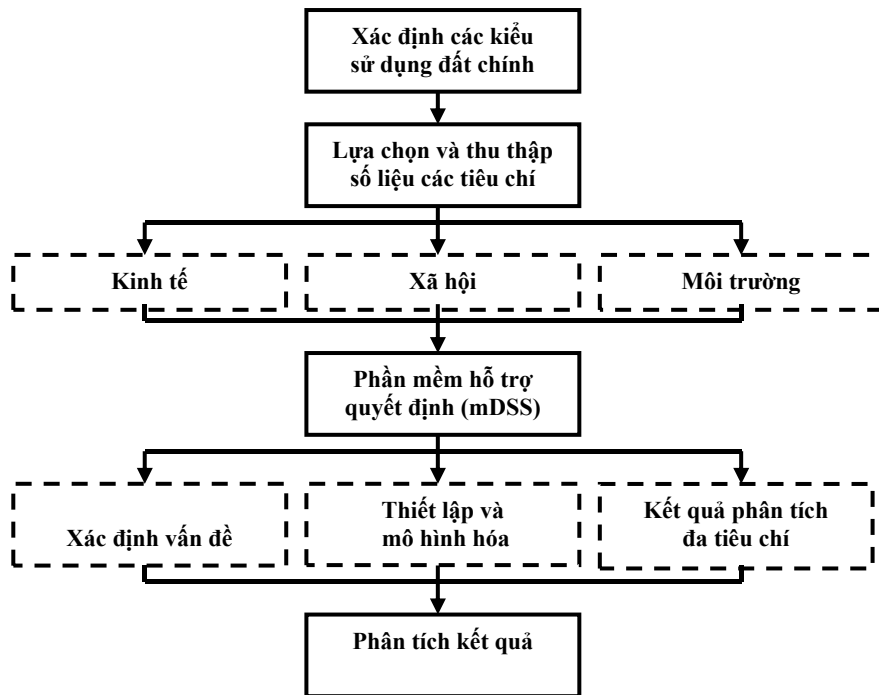 Xác định các kiểu
sử dụng đất chính
Lựa chọn và thu thập
số liệu các tiêu chí
Kinh tế
Xã hội
Môi trường
Phần mềm hỗ trợ
quyết định (mDSS)
Xác định vấn đề
Thiết lập và
mô hình hóa
Kết quả phân tích
đa tiêu chí
Phân tích kết quả